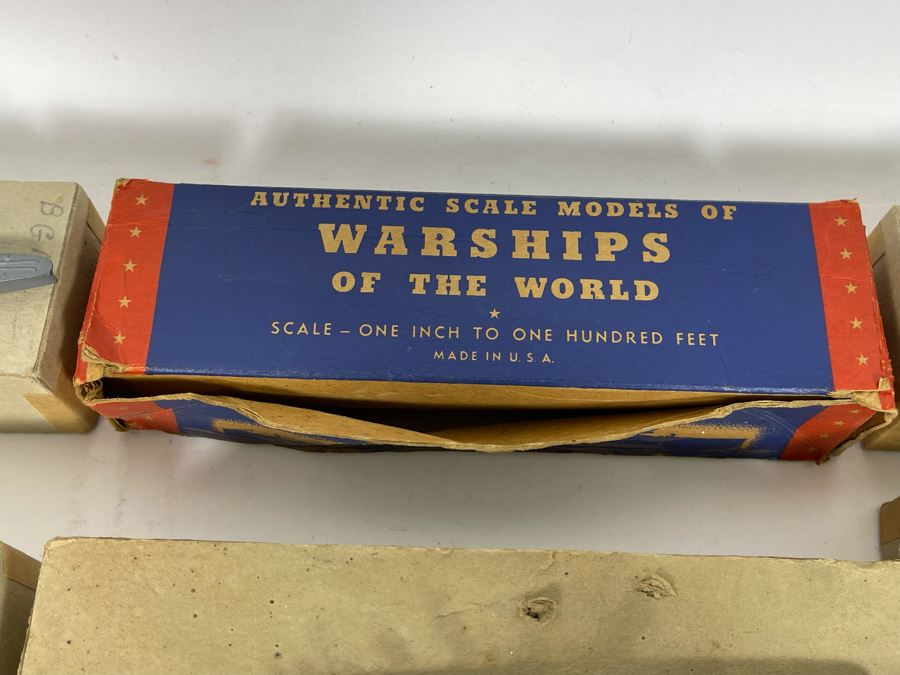 AUTHENTIC SCALE MODELS OF
WARSHIPS
OF THE WORLD
SCALE – ONE INCH TO ONE HUNDRED FEET
MADE IN U.S.A.